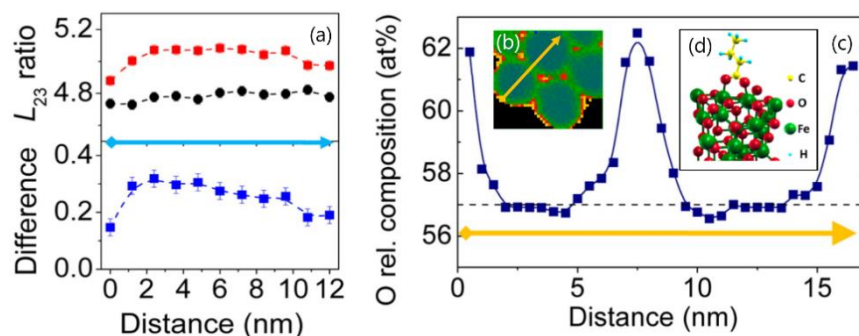 (a)
L23 ratio
5.2
4.8
Difference
0.4
0.2
0.0
0 2 4 6 8 10 12
Distance (nm)
O rel. composition (at%)
62
60
58
56
(b)
(d)
(c)
C
O
Fe
H
0 5 10 15
Distance (nm)